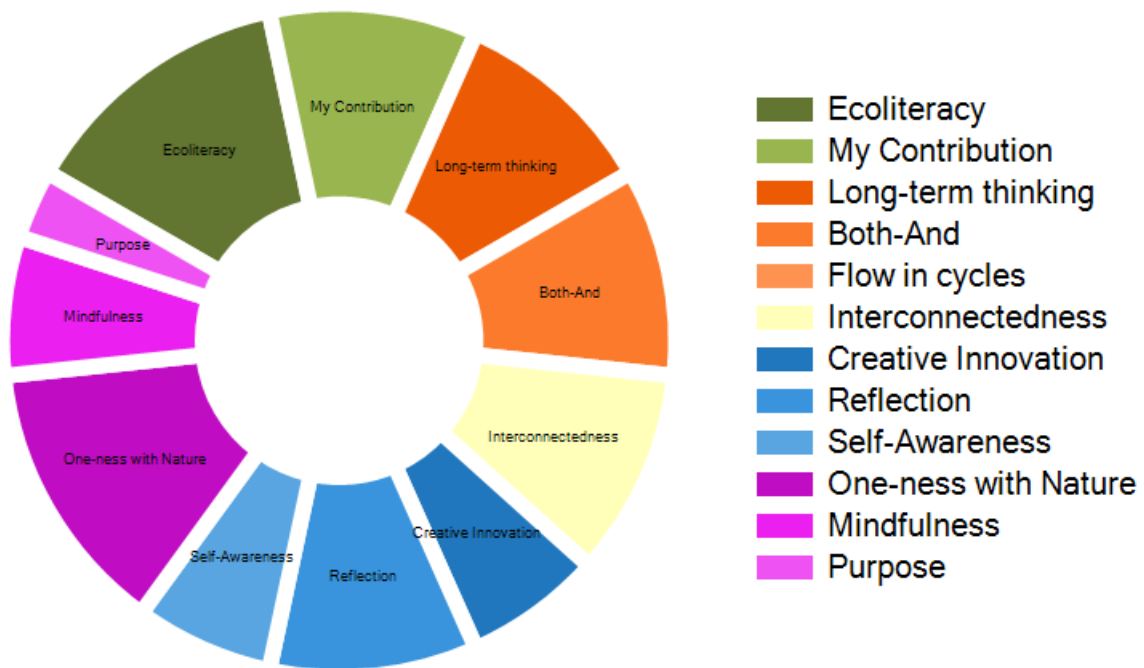 My Contribution
Ecoliteracy
Long-term thinking
Purpose
Both-And
Mindfulness
Interconnectedness
One-ness with Nature
Creative Innovation
Self-Awareness
Reflection
Ecoliteracy
My Contribution
Long-term thinking
Both-And
Flow in cycles
Interconnectedness
Creative Innovation
Reflection
Self-Awareness
One-ness with Nature
Mindfulness
Purpose